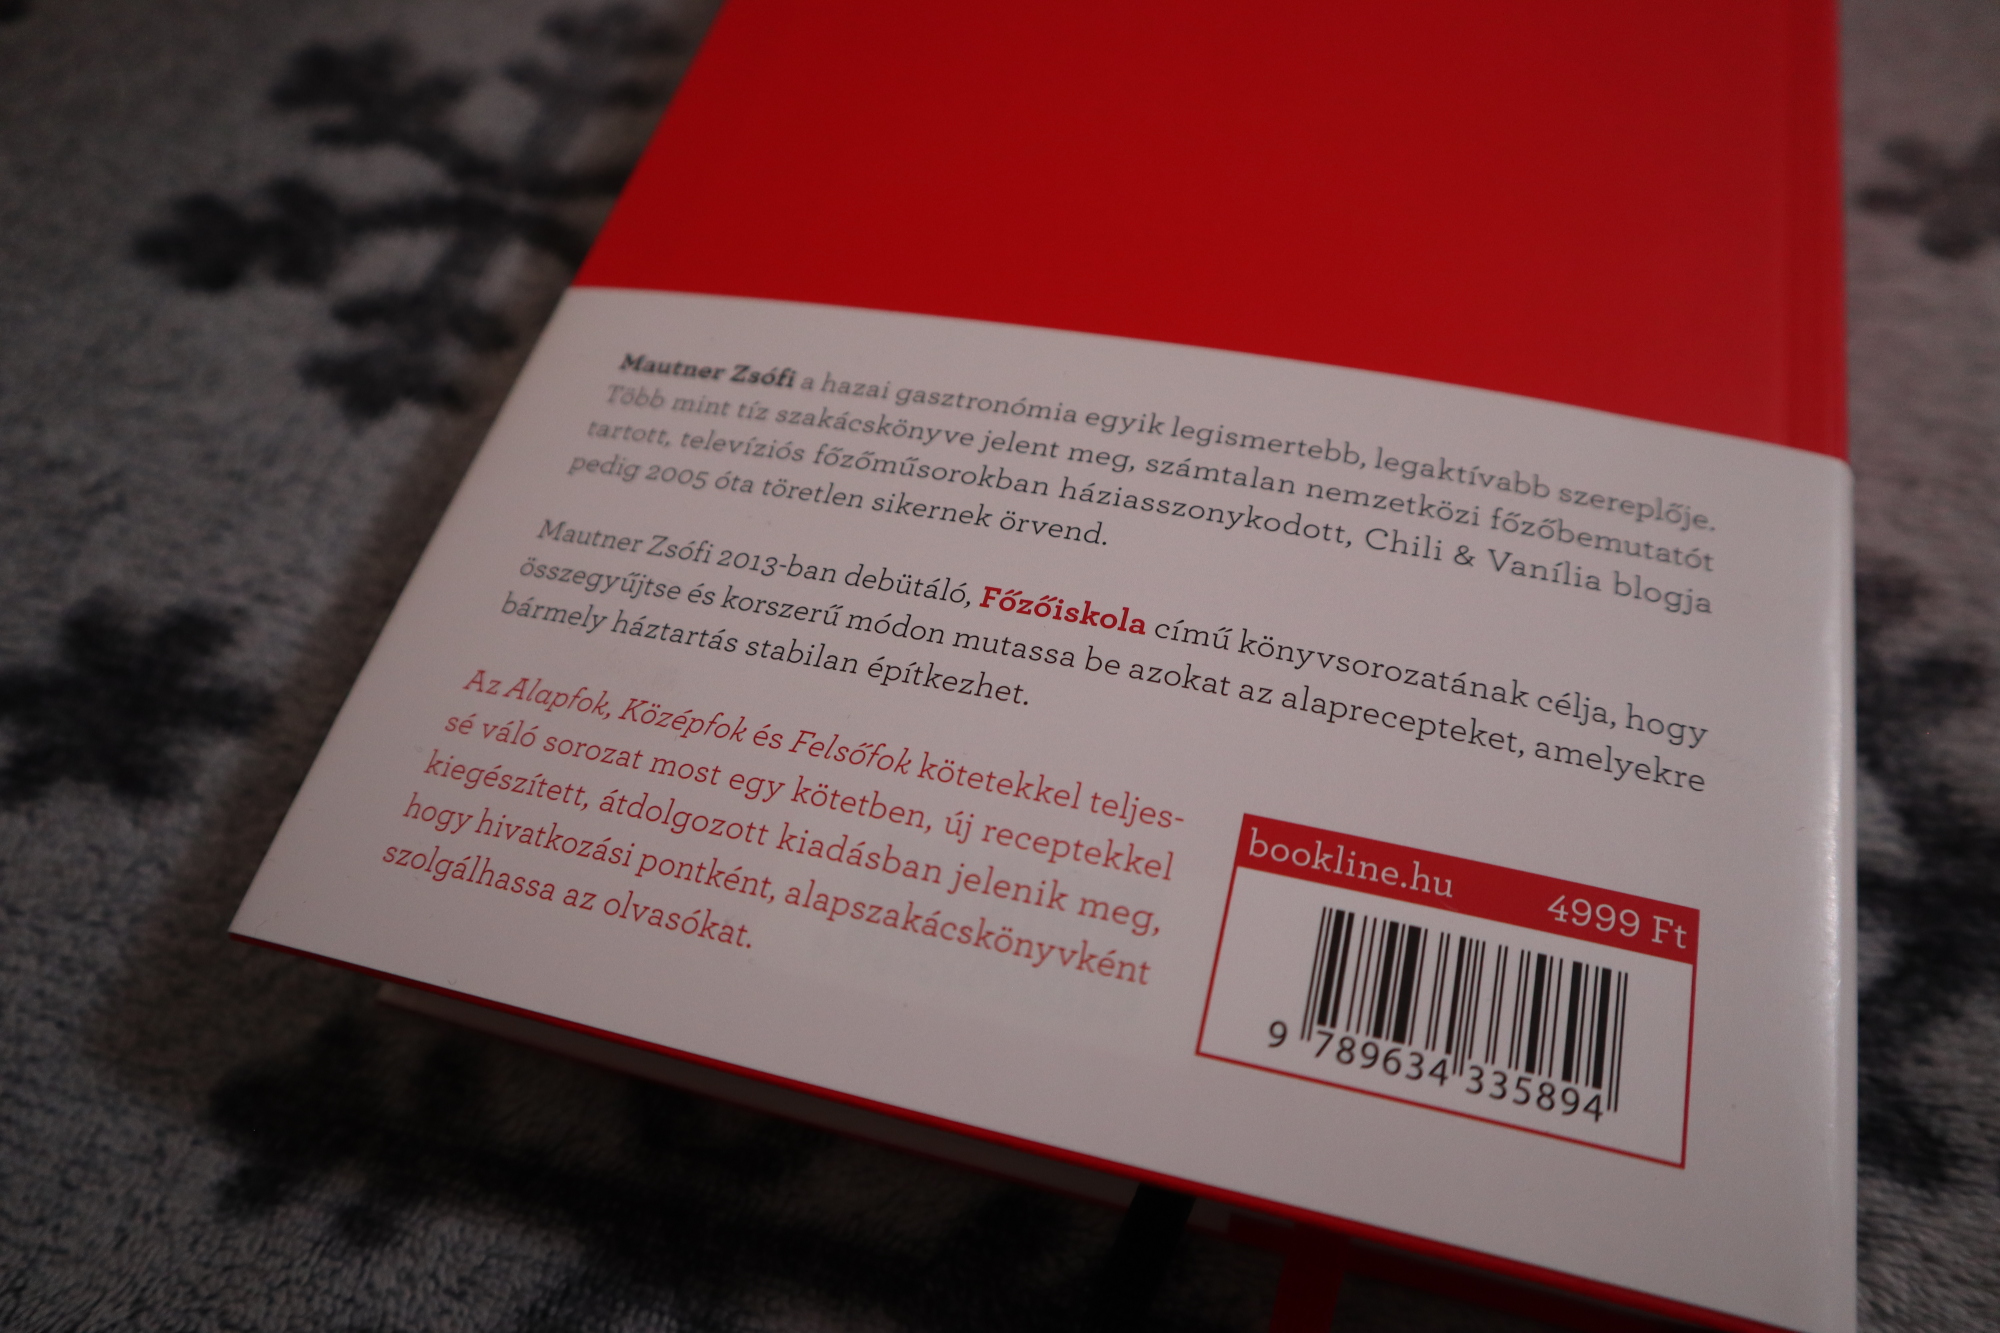 Mautner Zsófi a hazai gasztronómia egyik legismertebb, legaktívabb szereplője.
Több mint tíz szakácskönyve jelent meg, számtalan nemzetközi főzőbemutatót
tartott, televíziós főzőműsorokban háziasszonykodott, Chili & Vanília blogja
pedig 2005 óta töretlen sikernek örvend.
Mautner Zsófi 2013-ban debütáló, Főzőiskola című könyvsorozatának célja, hogy
összegyűjtse és korszerű módon mutassa be azokat az alaprecepteket, amelyekre
bármely háztartás stabilan építkezhet.
Az Alapfok, Középfok és Felsőfok kötetekkel teljes-
sé váló sorozat most egy kötetben, új receptekkel
kiegészített, átdolgozott kiadásban jelenik meg,
hogy hivatkozási pontként, alapszakácskönyvként
szolgálhassa az olvasókat.
bookline.hu 4999 Ft
9 789634 335894